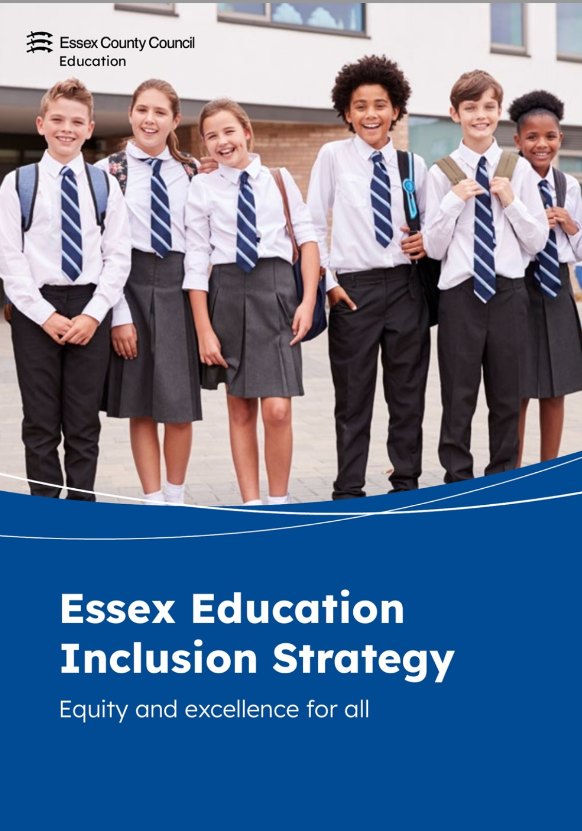 Essex County Council
Education
Essex Education
Inclusion Strategy
Equity and excellence for all